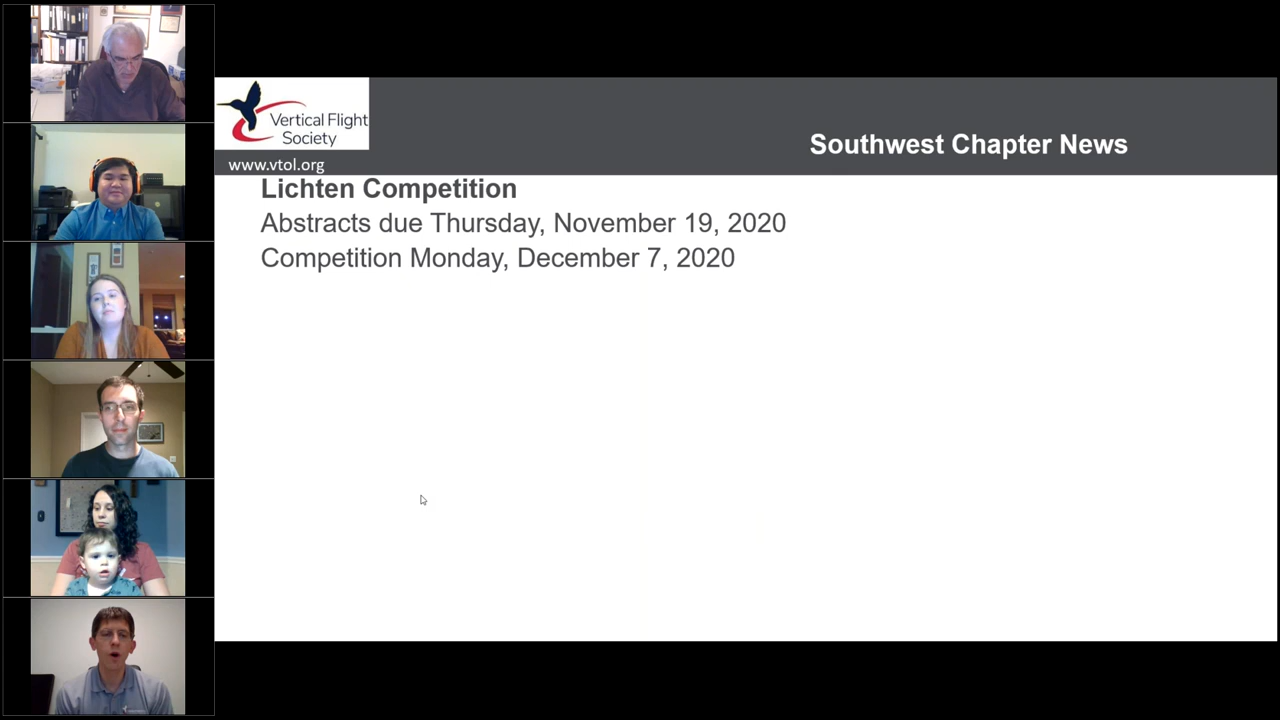 Vertical Flight
Society
www.vtol.org
Southwest Chapter News
Lichten Competition
Abstracts due Thursday, November 19, 2020
Competition Monday, December 7, 2020